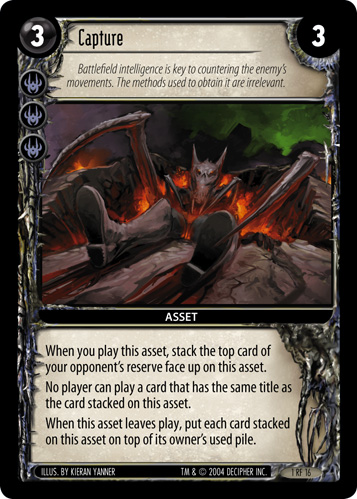 3 Capture 3
Battlefield intelligence is key to countering the enemy's
movements. The methods used to obtain it are irrelevant.
ASSET
When you play this asset, stack the top card of
your opponent's reserve face up on this asset.
No player can play a card that has the same title as
the card stacked on this asset.
When this asset leaves play, put each card stacked
on this asset on top of its owner's used pile.
ILLUS. BY KIERAN YANNER TM & © 2004 DECIPHER INC. 1 RF 16